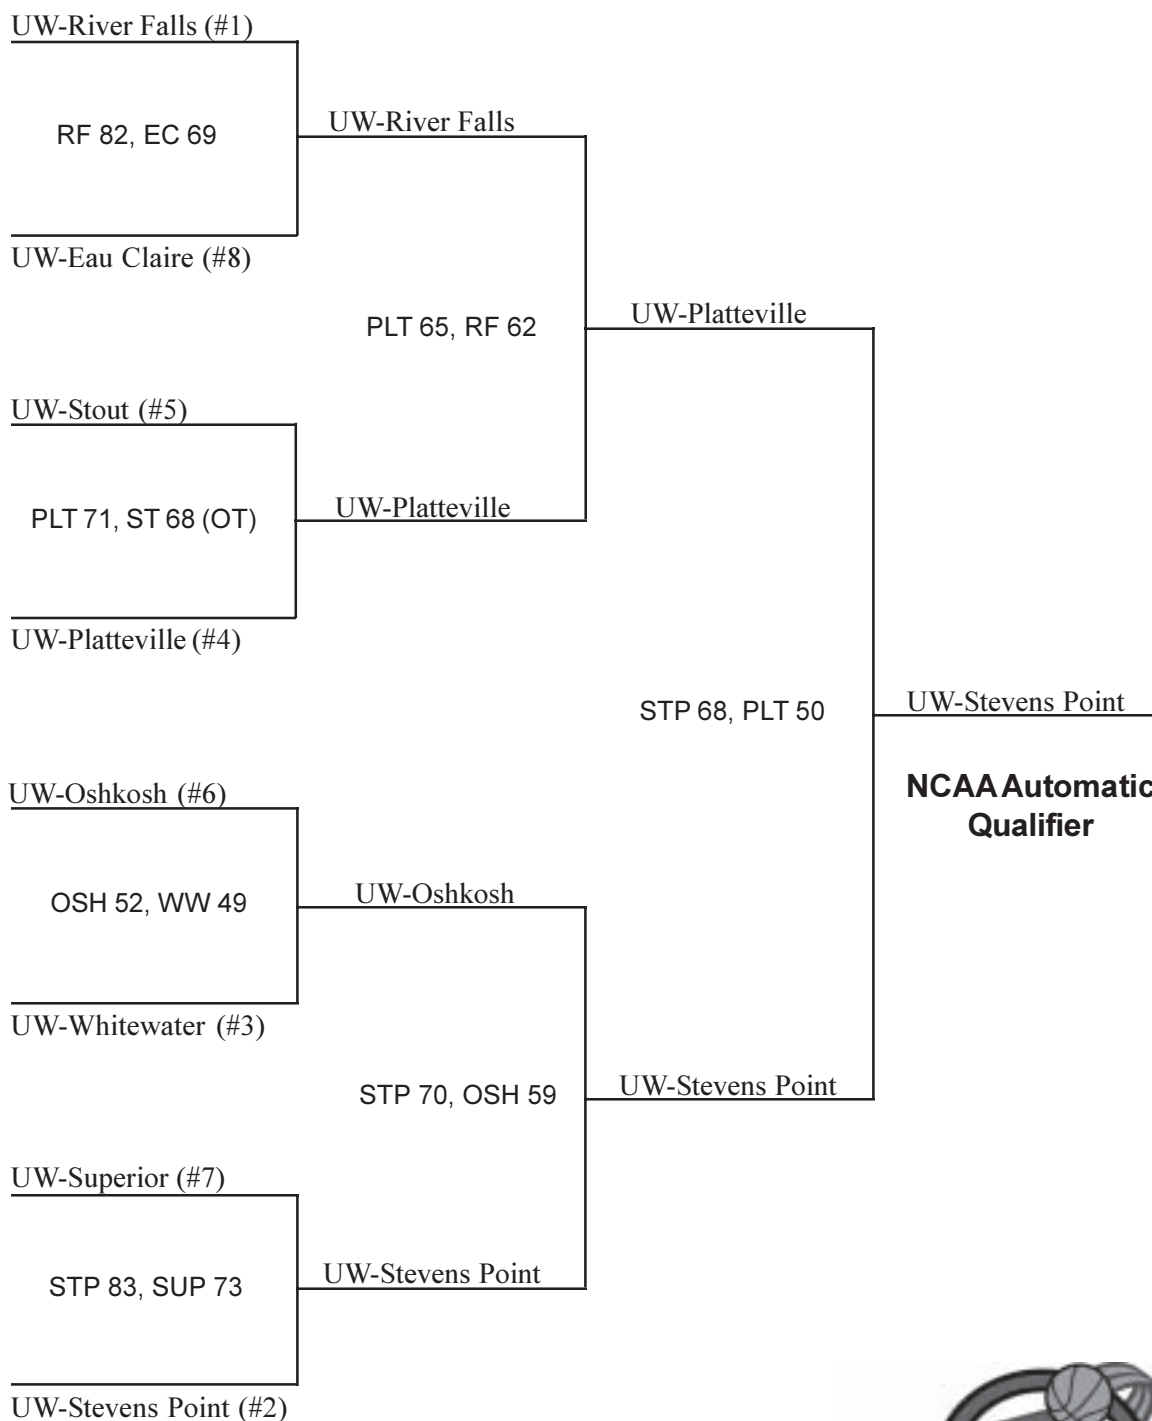 UW-River Falls (#1)
RF 82, EC 69
UW-River Falls
UW-Eau Claire (#8)
PLT 65, RF 62
UW-Platteville
UW-Stout (#5)
PLT 71, ST 68 (OT)
UW-Platteville
UW-Platteville (#4)
STP 68, PLT 50
UW-Stevens Point
NCAA Automatic
Qualifier
UW-Oshkosh (#6)
OSH 52, WW 49
UW-Oshkosh
UW-Whitewater (#3)
STP 70, OSH 59
UW-Stevens Point
UW-Superior (#7)
STP 83, SUP 73
UW-Stevens Point
UW-Stevens Point (#2)